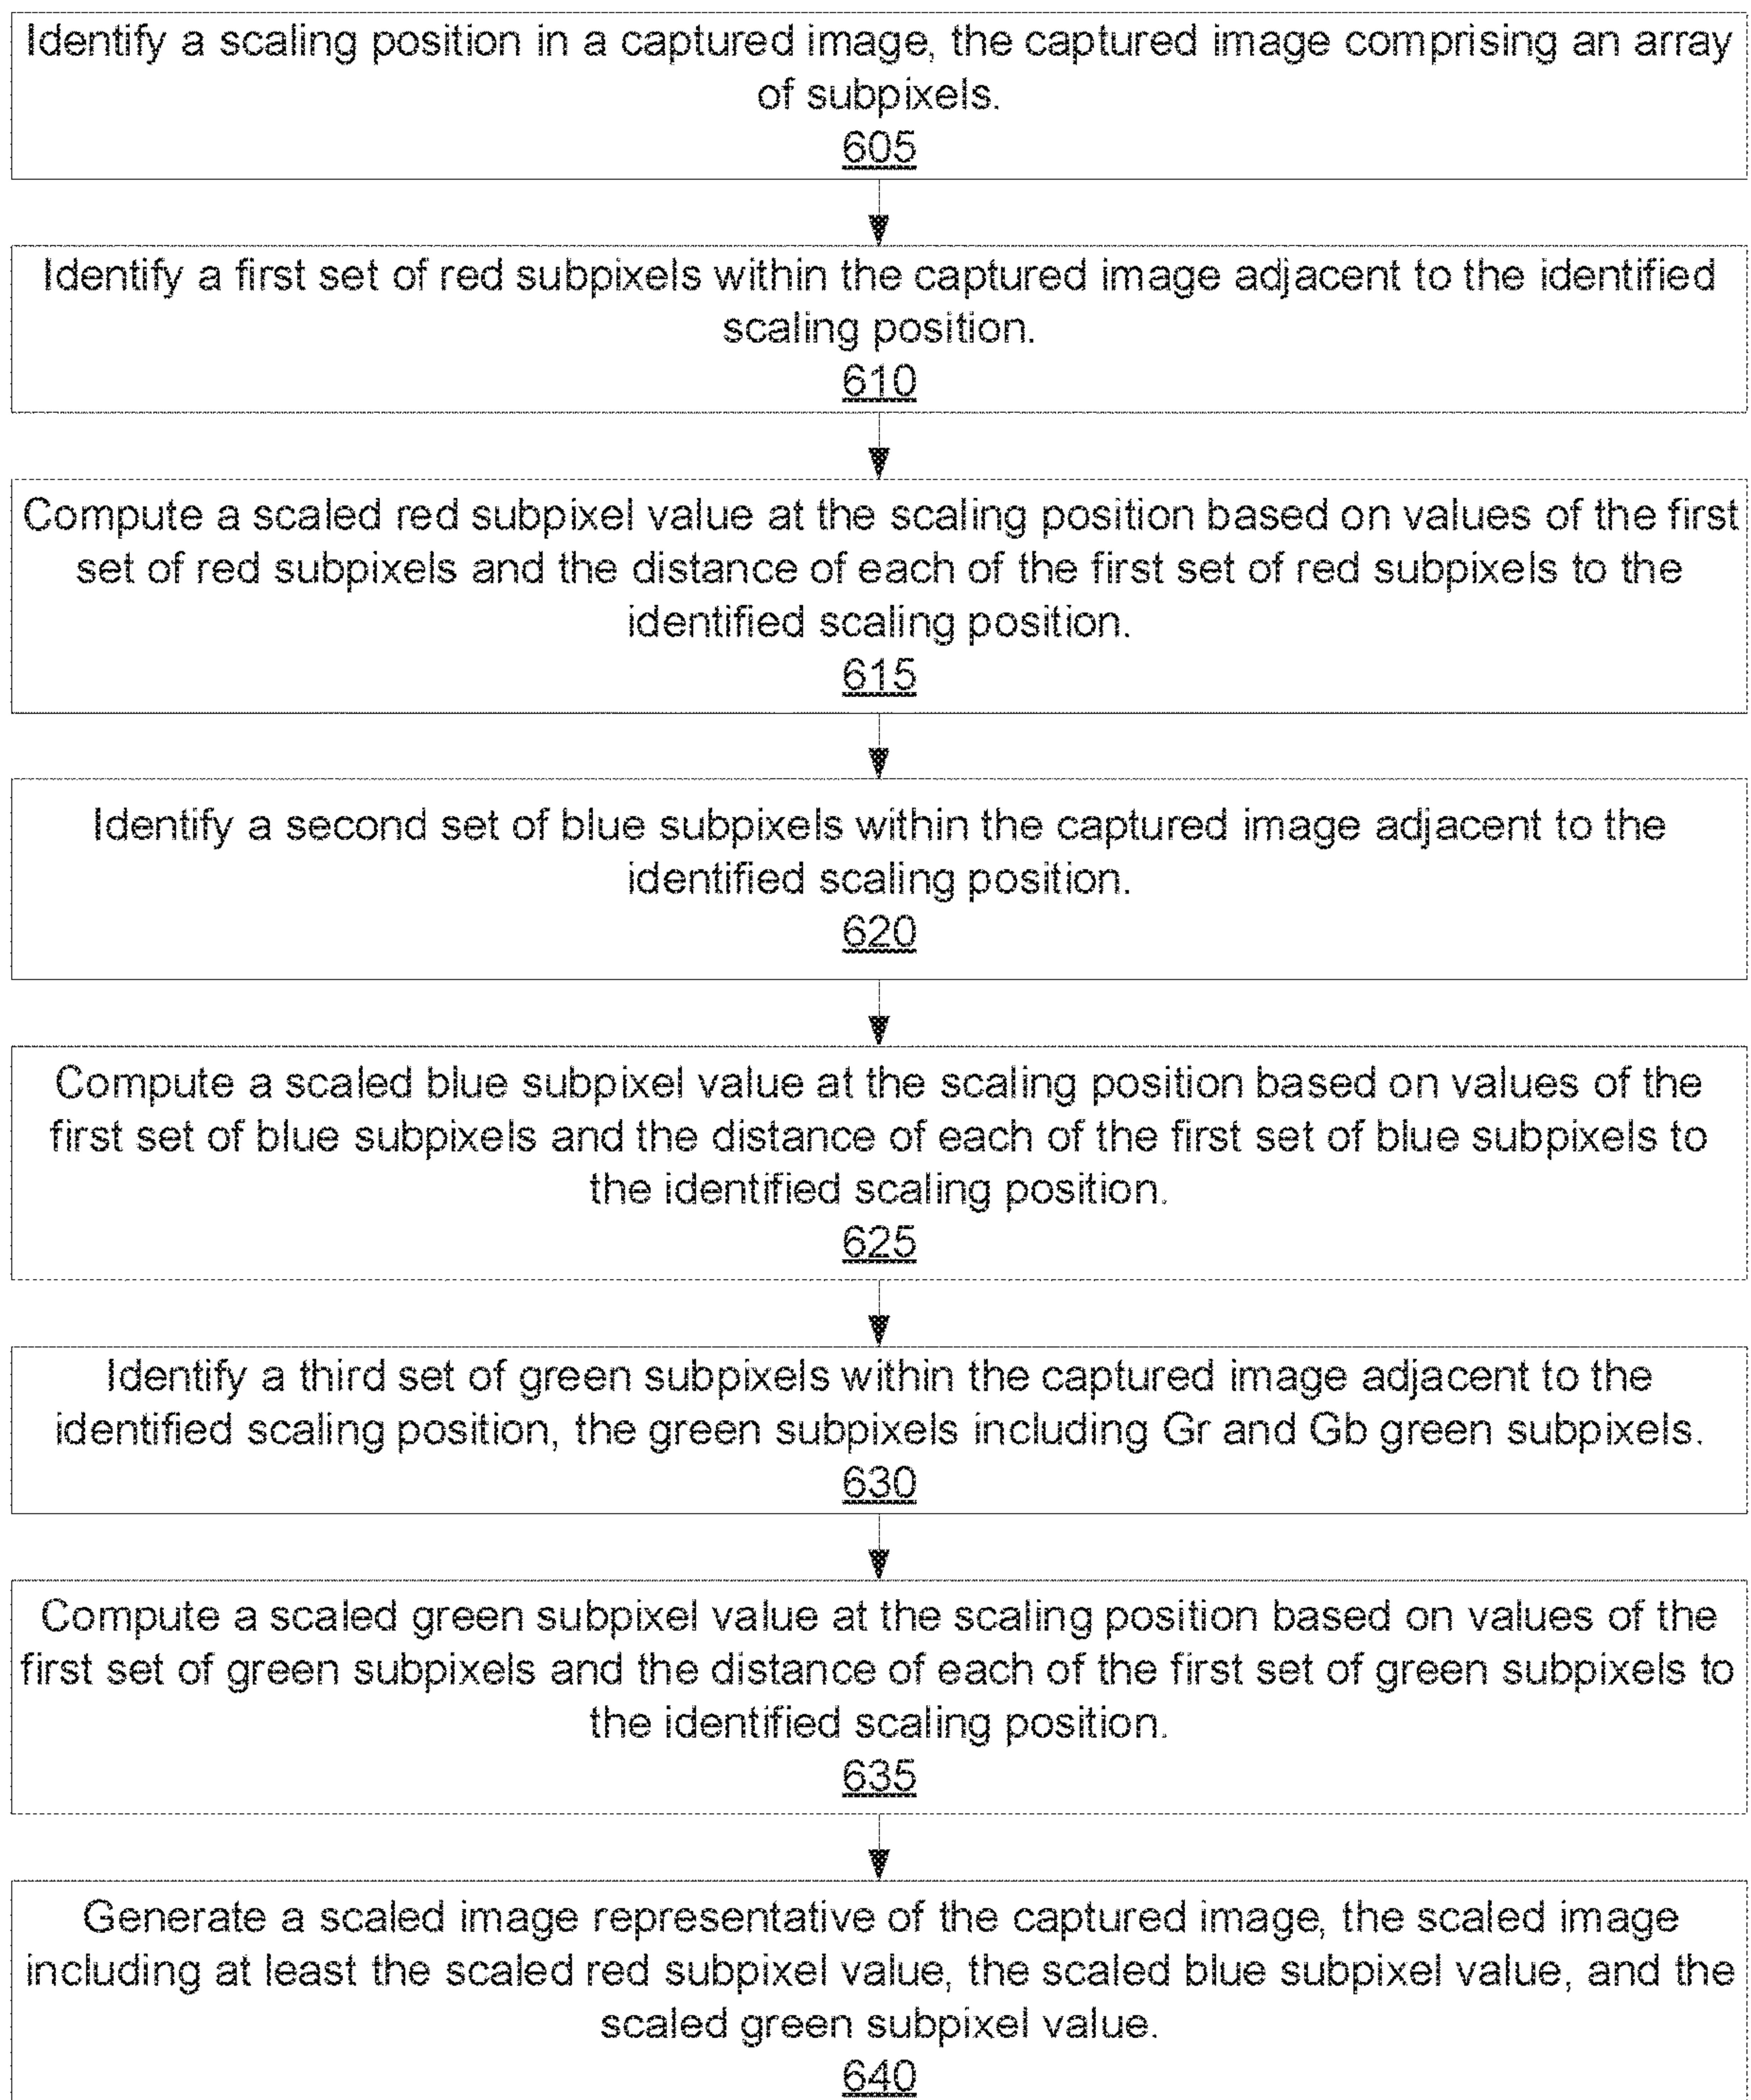 Identify a scaling position in a captured image, the captured image comprising an array
of subpixels.
605
Identify a first set of red subpixels within the captured image adjacent to the identified
scaling position.
610
Compute a scaled red subpixel value at the scaling position based on values of the first
set of red subpixels and the distance of each of the first set of red subpixels to the
identified scaling position.
615
Identify a second set of blue subpixels within the captured image adjacent to the
identified scaling position.
620
Compute a scaled blue subpixel value at the scaling position based on values of the
first set of blue subpixels and the distance of each of the first set of blue subpixels to
the identified scaling position.
625
Identify a third set of green subpixels within the captured image adjacent to the
identified scaling position, the green subpixels including Gr and Gb green subpixels.
630
Compute a scaled green subpixel value at the scaling position based on values of the
first set of green subpixels and the distance of each of the first set of green subpixels to
the identified scaling position.
635
Generate a scaled image representative of the captured image, the scaled image
including at least the scaled red subpixel value, the scaled blue subpixel value, and the
scaled green subpixel value.
640